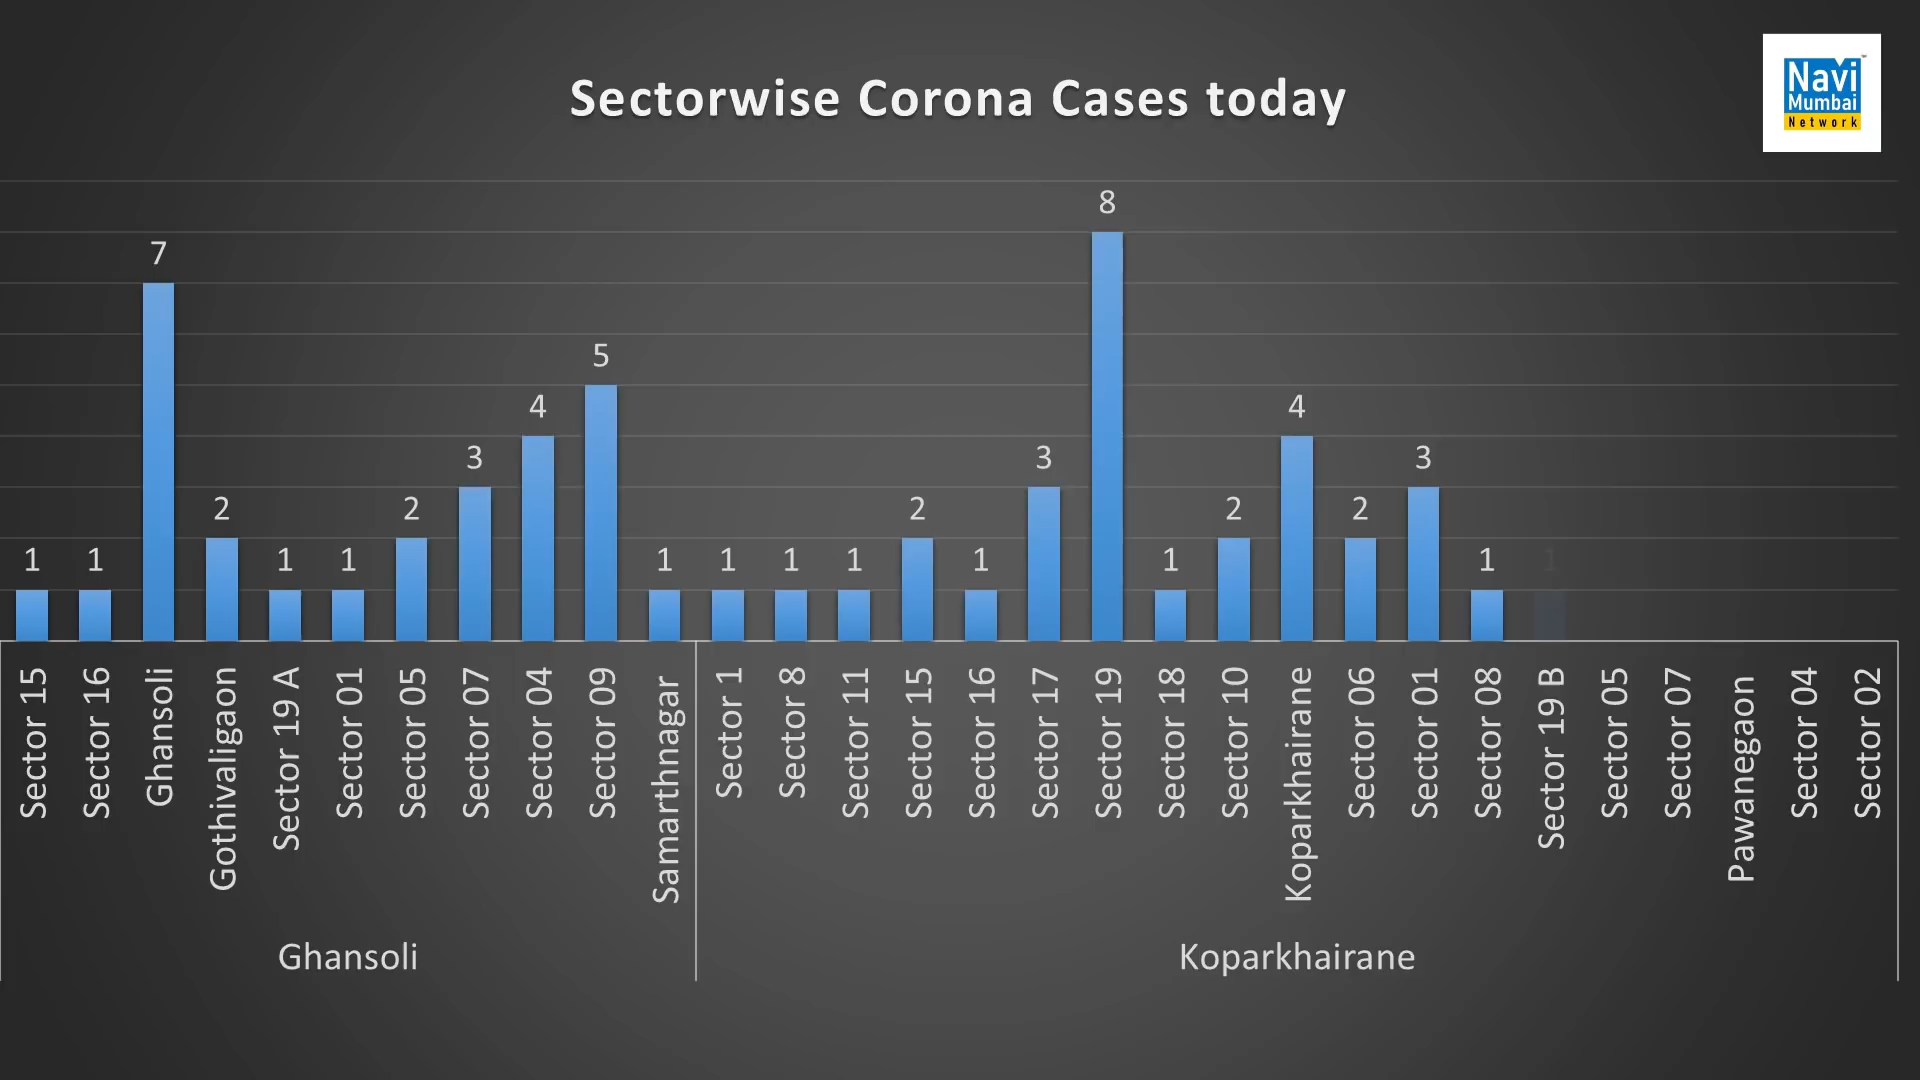 Sectorwise Corona Cases today
Navi
Mumbai
Network
1 1 7 2 1 1 2 3 4 5 1 1 1 1 2 1 3 8 1 2 4 2 3 1 1
Sector 15
Sector 16
Ghansoli
Gothivaligaon
Sector 19 A
Sector 01
Sector 05
Sector 07
Sector 04
Sector 09
Samarthnagar
Sector 1
Sector 8
Sector 11
Sector 15
Sector 16
Sector 17
Sector 19
Sector 18
Sector 10
Koparkhairane
Sector 06
Sector 01
Sector 08
Sector 19 B
Sector 05
Sector 07
Pawanegaon
Sector 04
Sector 02
Ghansoli
Koparkhairane